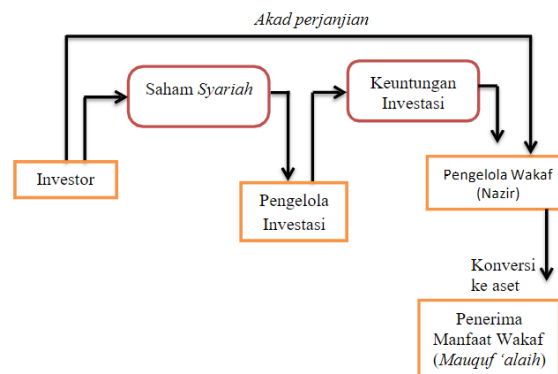 Akad perjanjian
Saham Syariah
Keuntungan
Investasi
Investor
Pengelola
Investasi
Pengelola Wakaf
(Nazir)
Konversi
ke aset
Penerima
Manfaat Wakaf
(Mauquf ‘alaih)